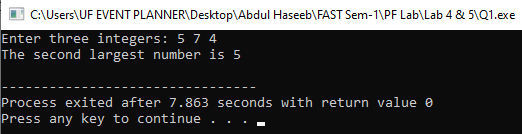 C:\Users\UF EVENT PLANNER\Desktop\Abdul Haseeb\FAST Sem-1\PF Lab\Lab 4 & 5\Q1.exe
Enter three integers: 5 7 4
The second largest number is 5
--------------------------------
Process exited after 7.863 seconds with return value 0
Press any key to continue . . .